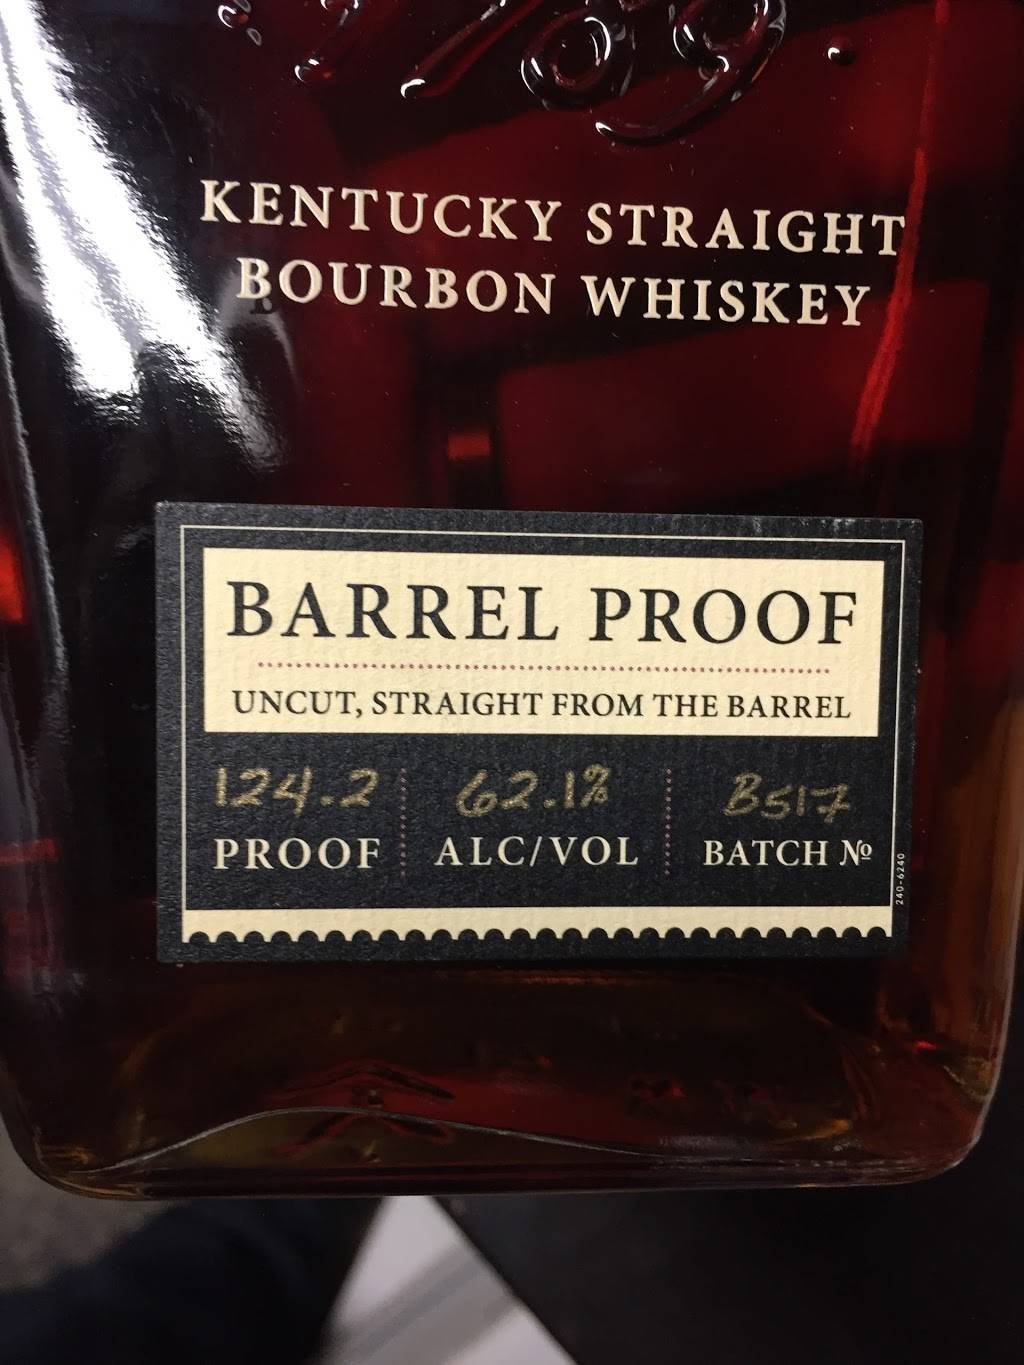 1789
KENTUCKY STRAIGHT
BOURBON WHISKEY
BARREL PROOF
UNCUT, STRAIGHT FROM THE BARREL
124.2 62.1% B517
PROOF ALC/VOL BATCH №
240-6240